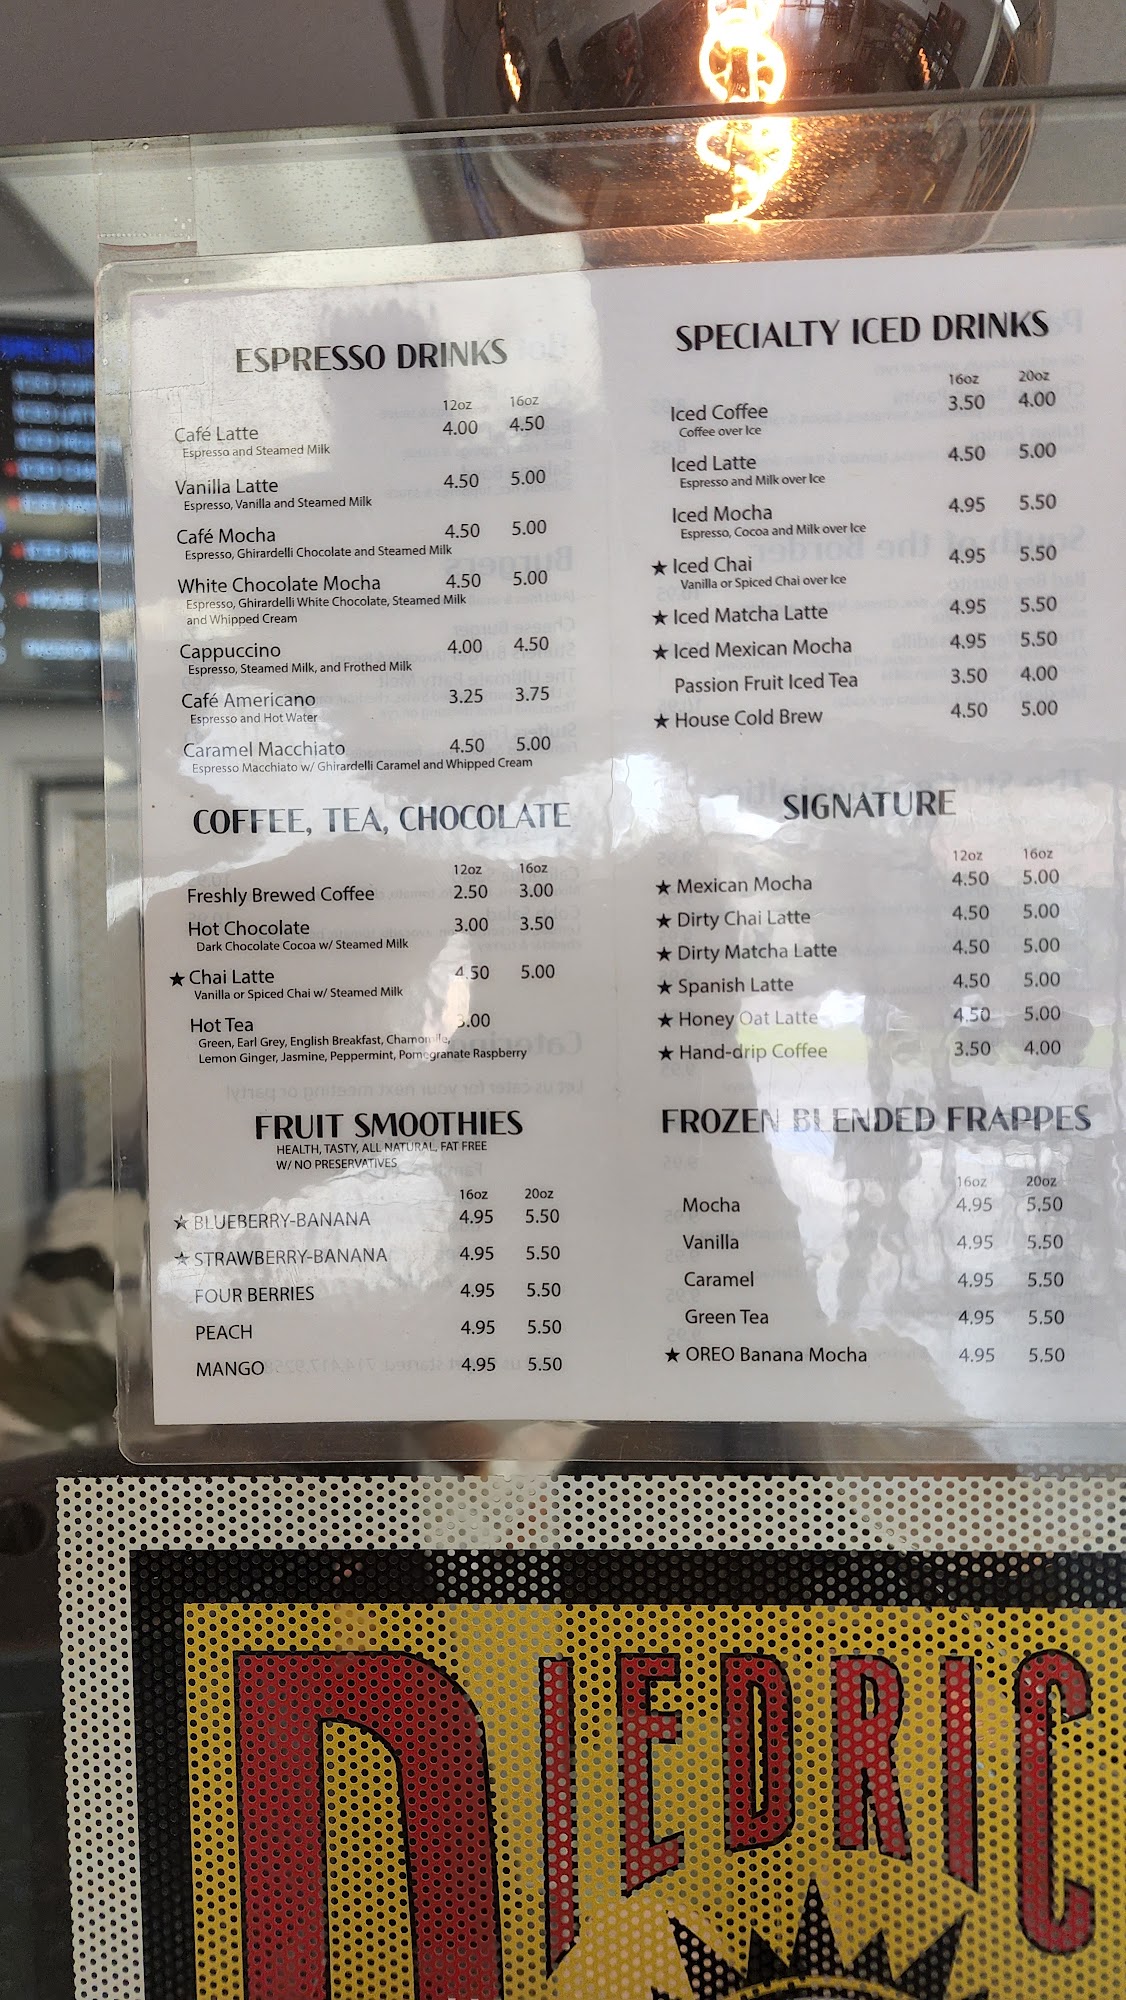 ESPRESSO DRINKS
12oz 16oz
Café Latte 4.00 4.50
Espresso and Steamed Milk
Vanilla Latte 4.50 5.00
Espresso, Vanilla and Steamed Milk
Café Mocha 4.50 5.00
Espresso, Ghirardelli Chocolate and Steamed Milk
White Chocolate Mocha 4.50 5.00
Espresso, Ghirardelli White Chocolate, Steamed Milk
and Whipped Cream
Cappuccino 4.00 4.50
Espresso, Steamed Milk, and Frothed Milk
Café Americano 3.25 3.75
Espresso and Hot Water
Caramel Macchiato 4.50 5.00
Espresso Macchiato w/ Ghirardelli Caramel and Whipped Cream
COFFEE, TEA, CHOCOLATE
12oz 16oz
Freshly Brewed Coffee 2.50 3.00
Hot Chocolate 3.00 3.50
Dark Chocolate Cocoa w/ Steamed Milk
★ Chai Latte 4.50 5.00
Vanilla or Spiced Chai w/ Steamed Milk
Hot Tea 3.00
Green, Earl Grey, English Breakfast, Chamomile,
Lemon Ginger, Jasmine, Peppermint, Pomegranate Raspberry
FRUIT SMOOTHIES
HEALTH, TASTY, ALL NATURAL, FAT FREE
W/ NO PRESERVATIVES
16oz 20oz
★ BLUEBERRY-BANANA 4.95 5.50
★ STRAWBERRY-BANANA 4.95 5.50
FOUR BERRIES 4.95 5.50
PEACH 4.95 5.50
MANGO 4.95 5.50
SPECIALTY ICED DRINKS
16oz 20oz
Iced Coffee 3.50 4.00
Coffee over Ice
Iced Latte 4.50 5.00
Espresso and Milk over Ice
Iced Mocha 4.95 5.50
Espresso, Cocoa and Milk over Ice
★ Iced Chai 4.95 5.50
Vanilla or Spiced Chai over Ice
★ Iced Matcha Latte 4.95 5.50
★ Iced Mexican Mocha 4.95 5.50
Passion Fruit Iced Tea 3.50 4.00
★ House Cold Brew 4.50 5.00
SIGNATURE
12oz 16oz
★ Mexican Mocha 4.50 5.00
★ Dirty Chai Latte 4.50 5.00
★ Dirty Matcha Latte 4.50 5.00
★ Spanish Latte 4.50 5.00
★ Honey Oat Latte 4.50 5.00
★ Hand-drip Coffee 3.50 4.00
FROZEN BLENDED FRAPPES
16oz 20oz
Mocha 4.95 5.50
Vanilla 4.95 5.50
Caramel 4.95 5.50
Green Tea 4.95 5.50
★ OREO Banana Mocha 4.95 5.50
DIEDRIC